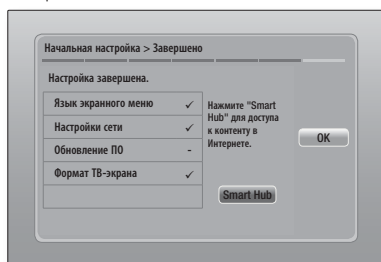 Начальная настройка > Завершено
Настройка завершена.
Язык экранного меню ✓
Настройки сети ✓
Обновление ПО -
Формат ТВ-экрана ✓
Нажмите "Smart
Hub" для доступа
к контенту в
Интернете.
Smart Hub
OK